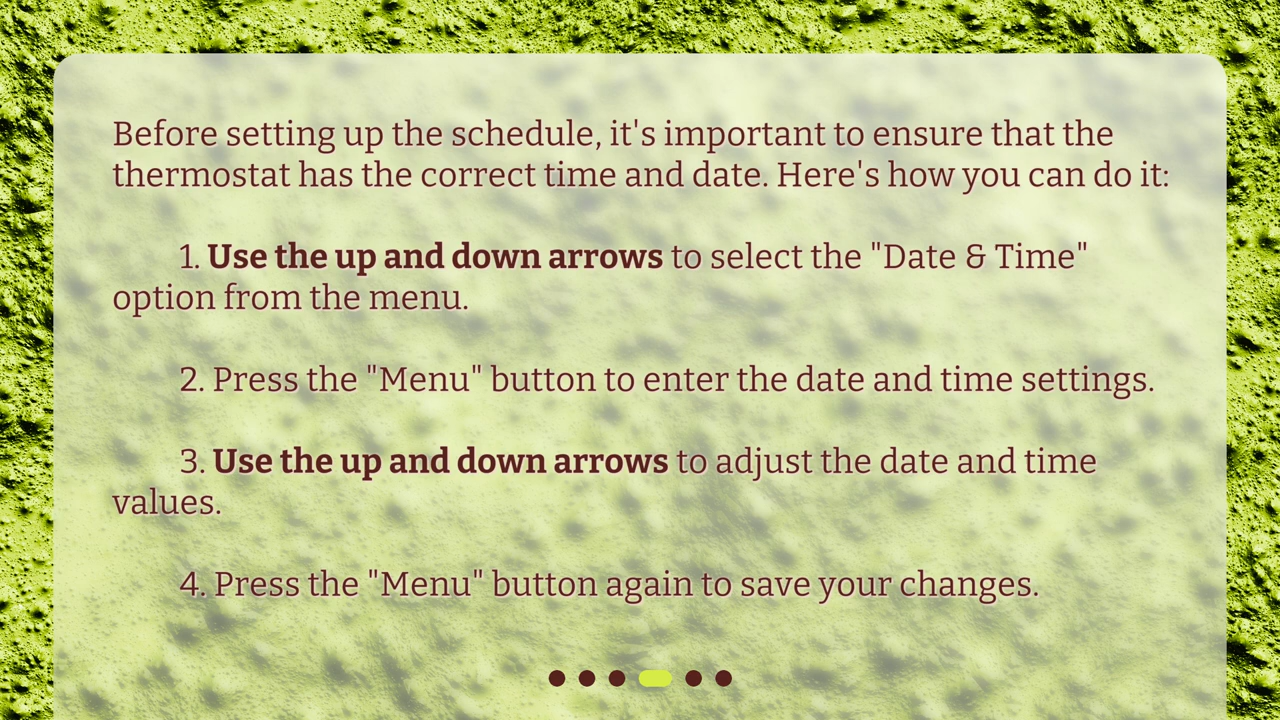 Before setting up the schedule, it's important to ensure that the
thermostat has the correct time and date. Here's how you can do it:
1. Use the up and down arrows to select the "Date & Time"
option from the menu.
2. Press the "Menu" button to enter the date and time settings.
3. Use the up and down arrows to adjust the date and time
values.
4. Press the "Menu" button again to save your changes.